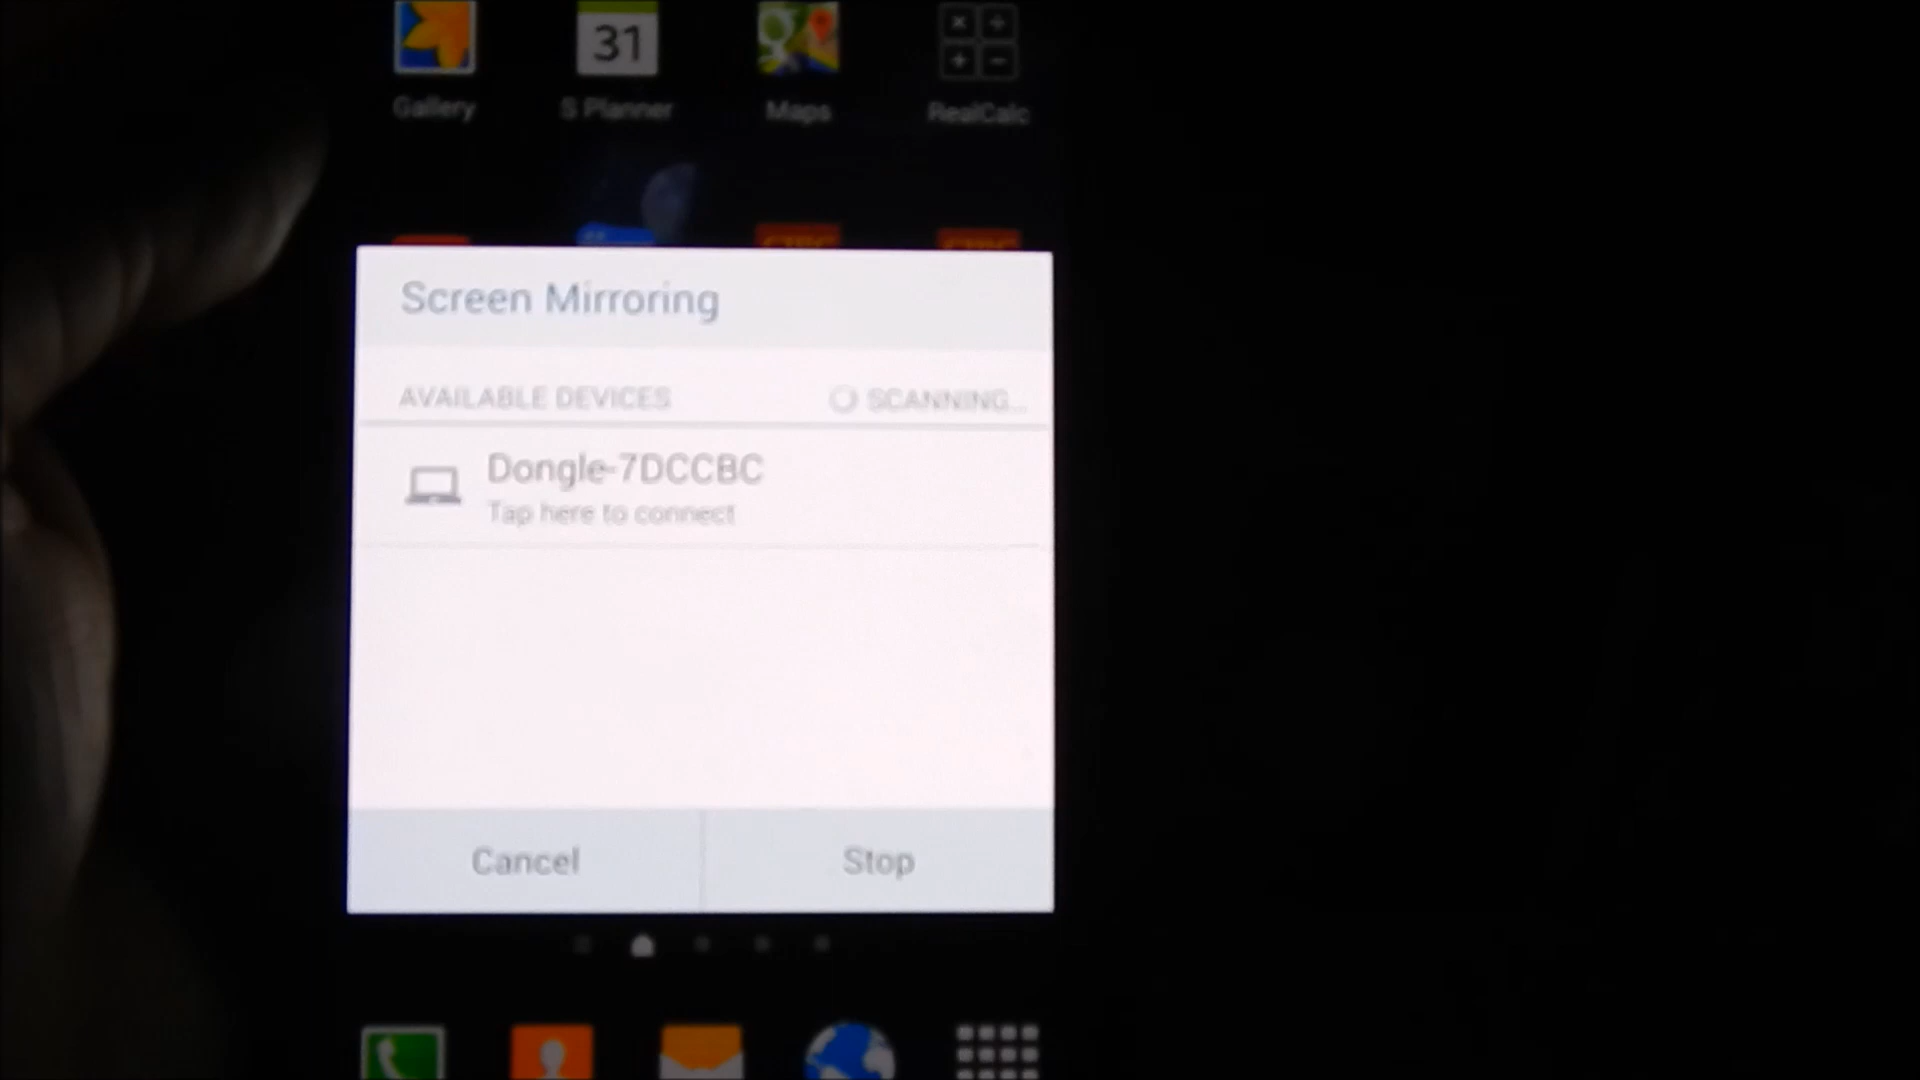 31
Gallery S Planner Maps RealCalc
Screen Mirroring
AVAILABLE DEVICES SCANNING...
Dongle-7DCCBC
Tap here to connect
Cancel Stop